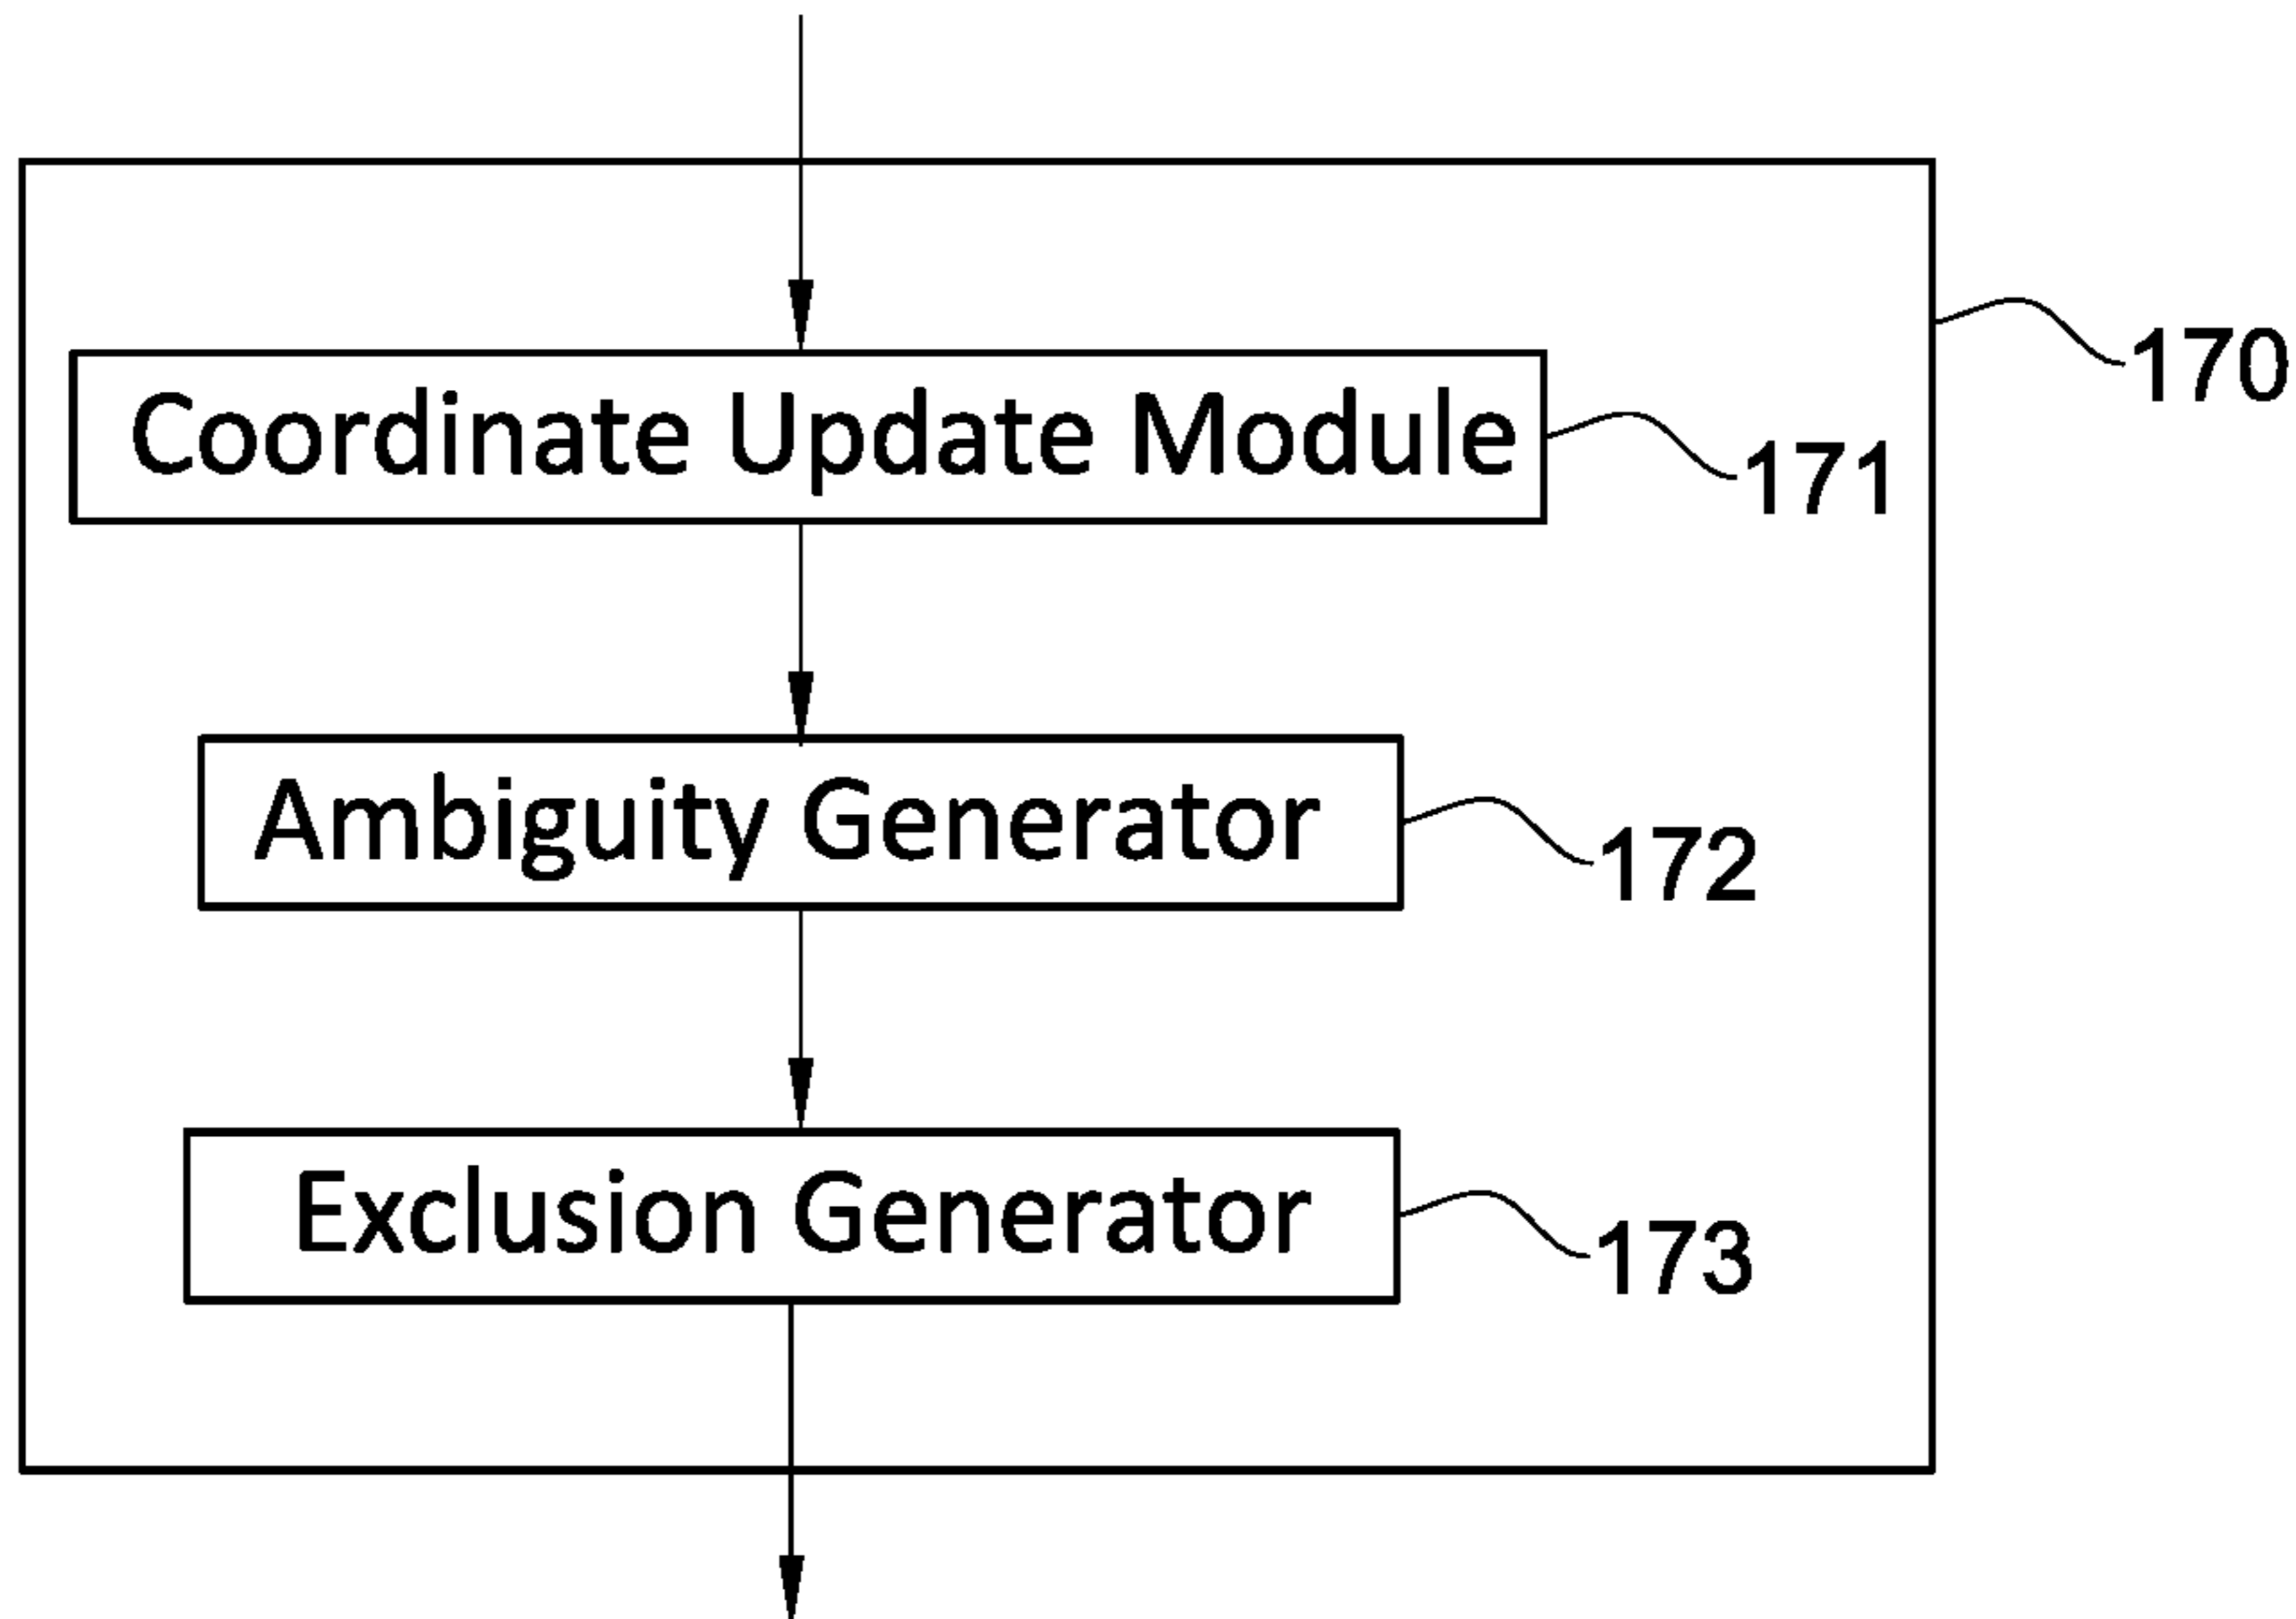 170
Coordinate Update Module
171
Ambiguity Generator
172
Exclusion Generator
173